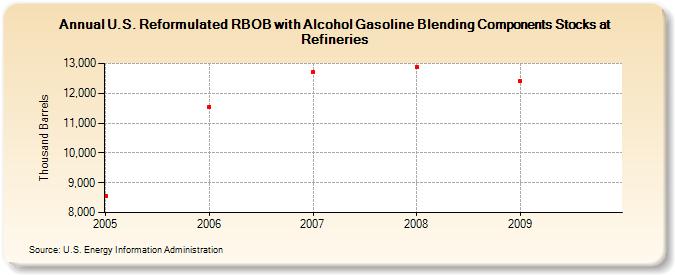 Annual U.S. Reformulated RBOB with Alcohol Gasoline Blending Components Stocks at
Refineries
Thousand Barrels
13,000
12,000
11,000
10,000
9,000
8,000
2005 2006 2007 2008 2009
Source: U.S. Energy Information Administration